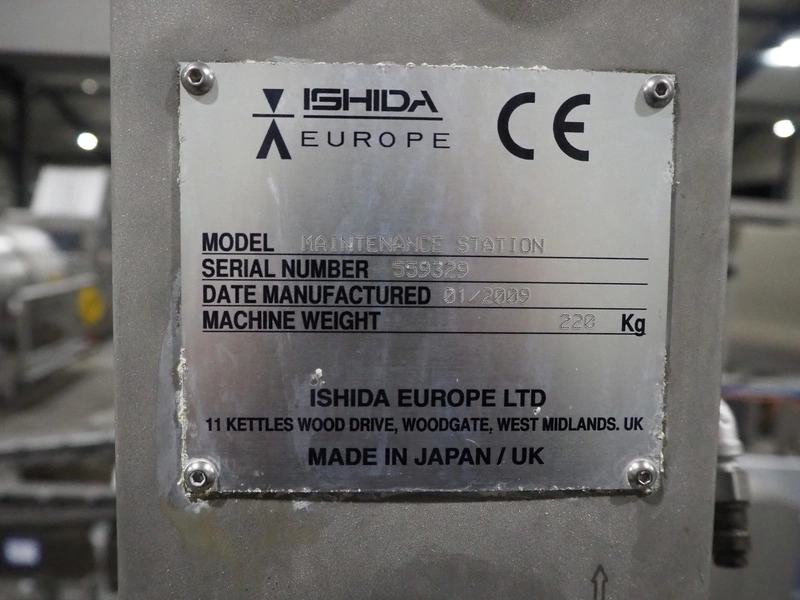 ISHIDA
EUROPE
CE
MODEL MAINTENANCE STATION
SERIAL NUMBER 559329
DATE MANUFACTURED 01/2009
MACHINE WEIGHT 220 Kg
ISHIDA EUROPE LTD
11 KETTLES WOOD DRIVE, WOODGATE, WEST MIDLANDS. UK
MADE IN JAPAN / UK